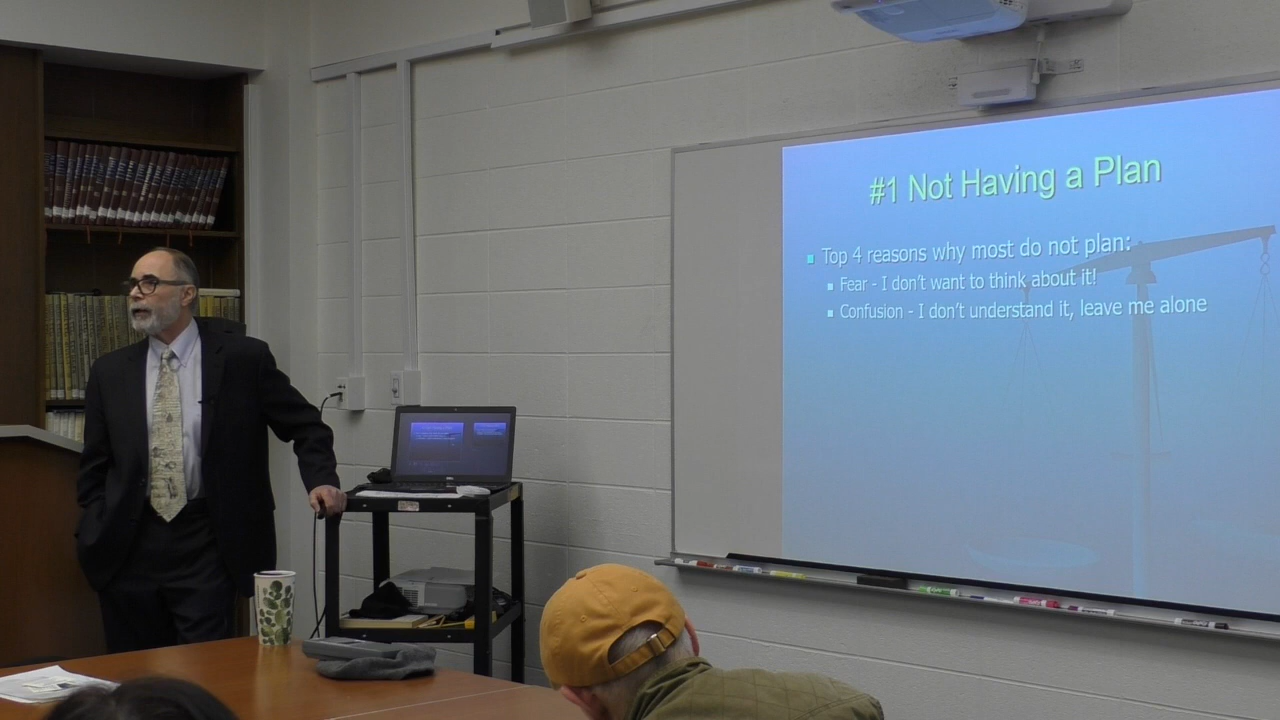 #1 Not Having a Plan
Top 4 reasons why most do not plan:
Fear - I don't want to think about it!
Confusion - I don't understand it, leave me alone